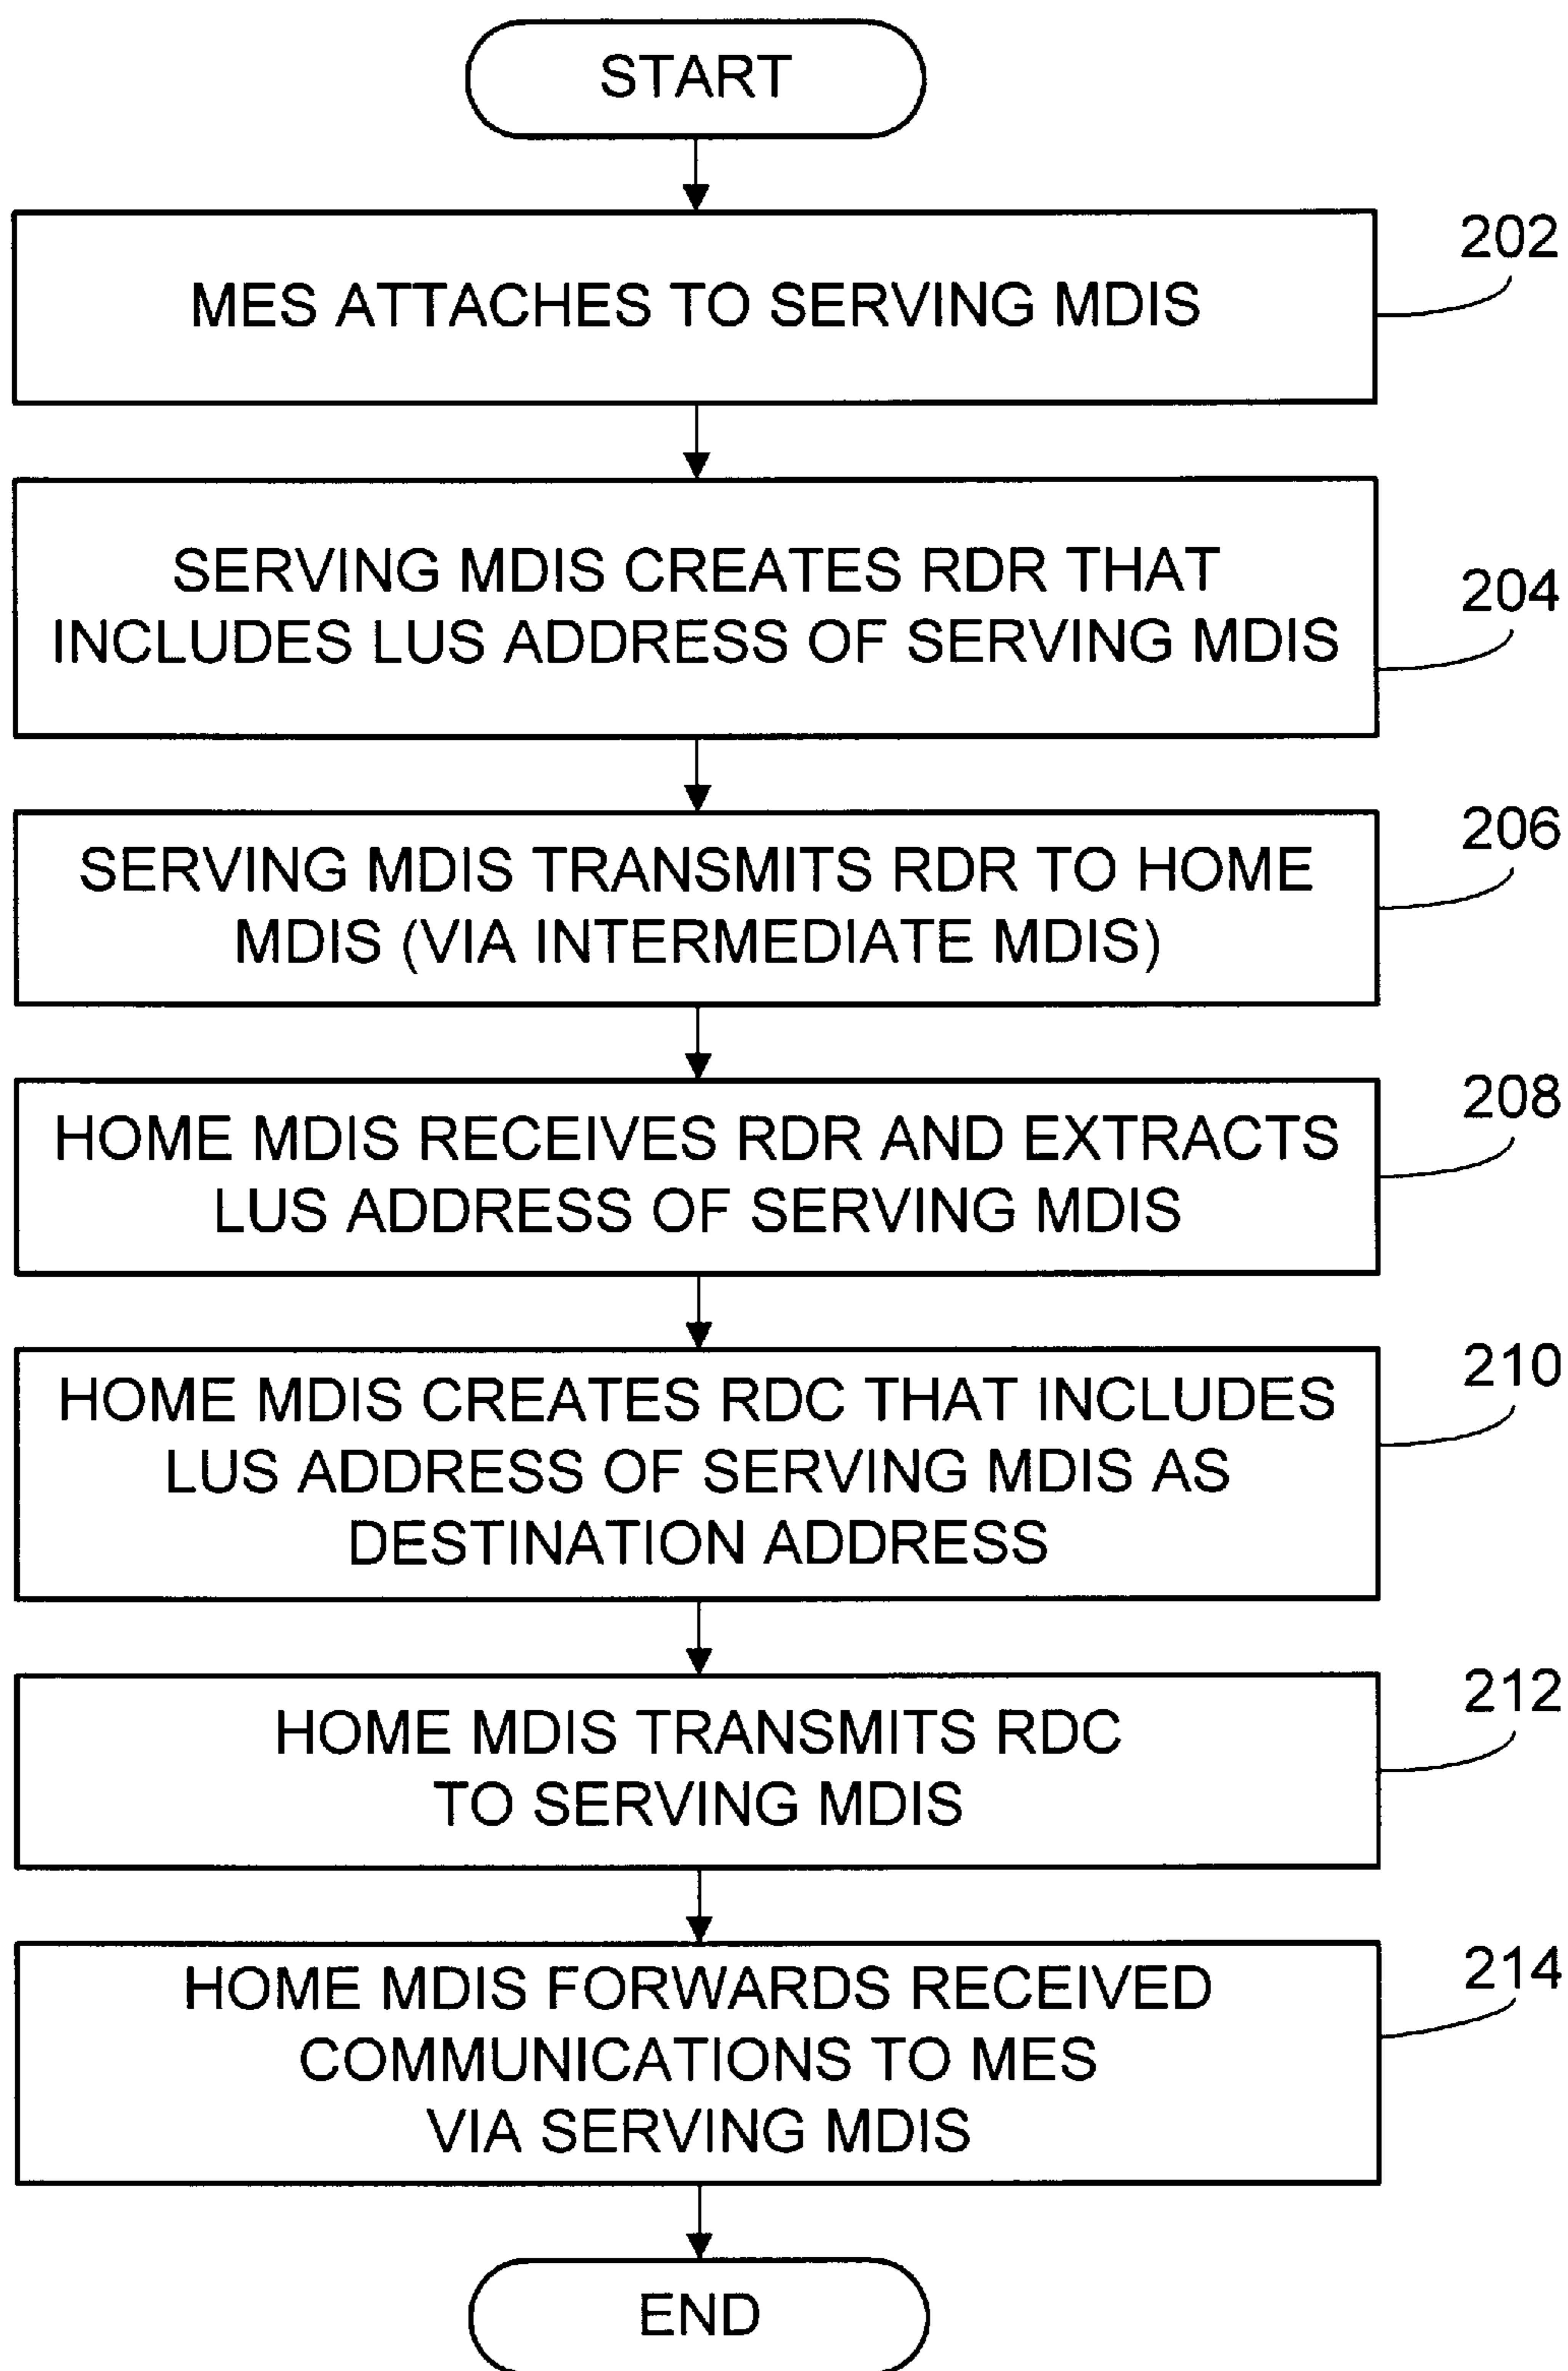 START
202
MES ATTACHES TO SERVING MDIS
204
SERVING MDIS CREATES RDR THAT
INCLUDES LUS ADDRESS OF SERVING MDIS
206
SERVING MDIS TRANSMITS RDR TO HOME
MDIS (VIA INTERMEDIATE MDIS)
208
HOME MDIS RECEIVES RDR AND EXTRACTS
LUS ADDRESS OF SERVING MDIS
210
HOME MDIS CREATES RDC THAT INCLUDES
LUS ADDRESS OF SERVING MDIS AS
DESTINATION ADDRESS
212
HOME MDIS TRANSMITS RDC
TO SERVING MDIS
214
HOME MDIS FORWARDS RECEIVED
COMMUNICATIONS TO MES
VIA SERVING MDIS
END